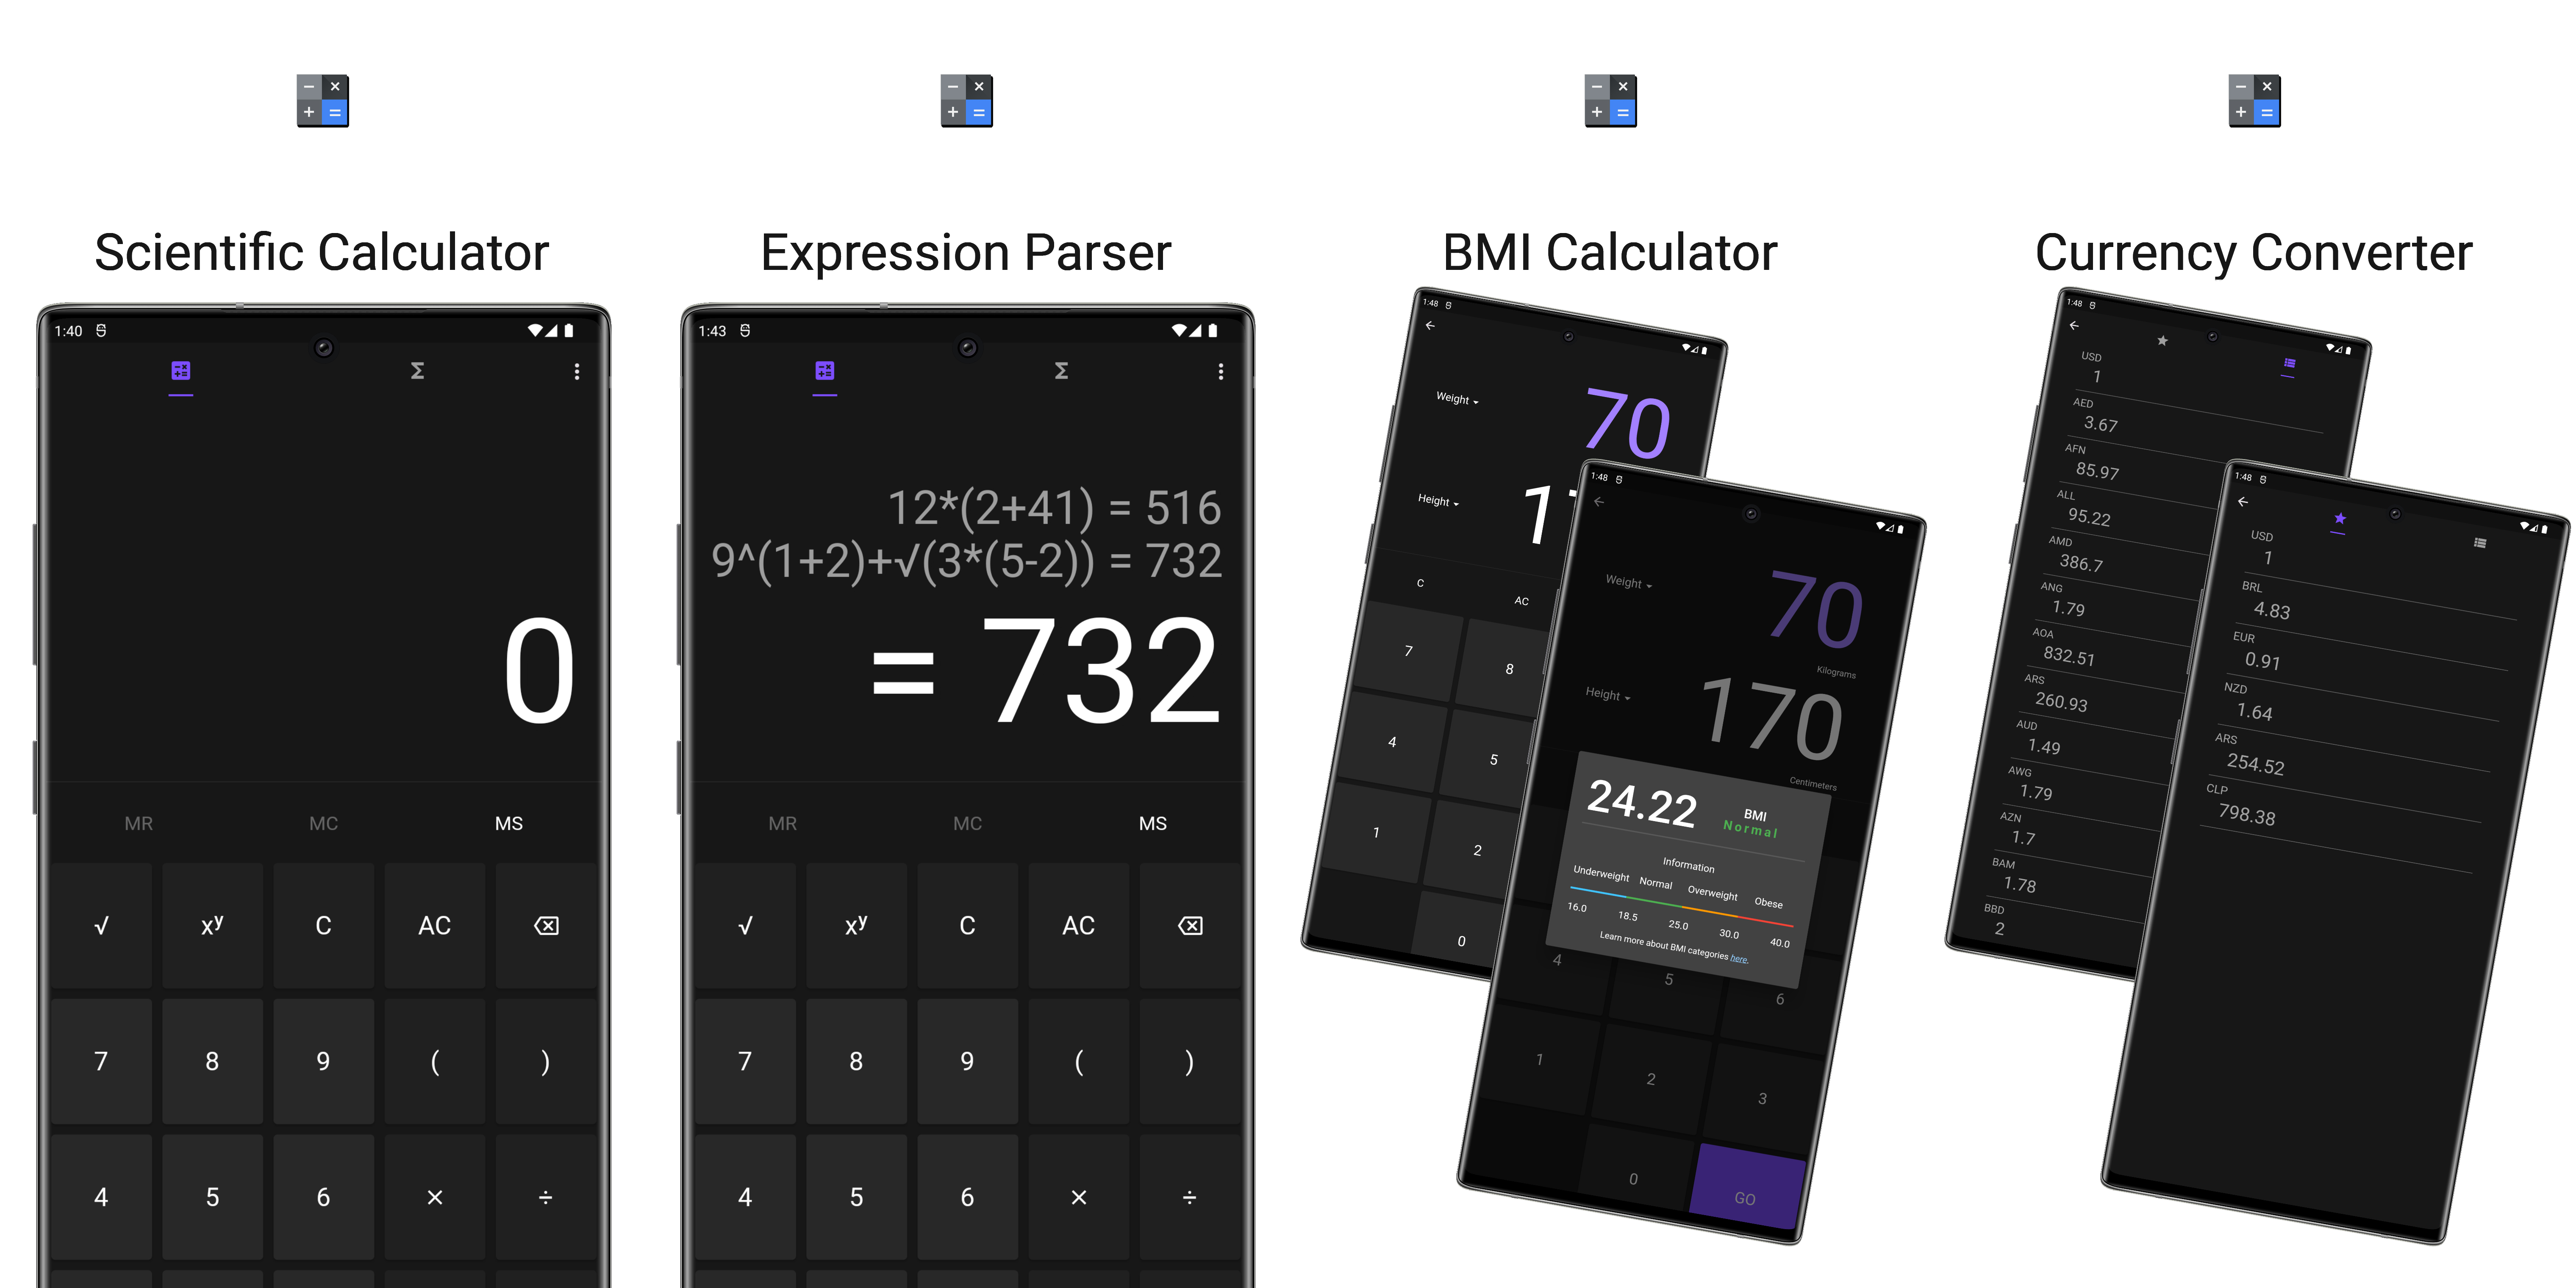 Scientific Calculator
1:40
0
MR MC MS
√ xʸ C AC
7 8 9 ( )
4 5 6 × ÷
Expression Parser
1:43
12*(2+41) = 516
9^(1+2)+√(3*(5-2)) = 732
= 732
MR MC MS
√ xʸ C AC
7 8 9 ( )
4 5 6 × ÷
BMI Calculator
1:48
Weight 70
Height
C AC
7 8
4 5
1 2
0
1:48
Weight 70
Kilograms
Height 170
Centimeters
24.22 BMI
Normal
Information
Underweight Normal Overweight Obese
16.0 18.5 25.0 30.0 40.0
Learn more about BMI categories here.
4 5 6
1 2 3
0 GO
Currency Converter
1:48
USD
1
AED
3.67
AFN
85.97
ALL
95.22
AMD
386.7
ANG
1.79
AOA
832.51
ARS
260.93
AUD
1.49
AWG
1.79
AZN
1.7
BAM
1.78
BBD
2
1:48
USD
1
BRL
4.83
EUR
0.91
NZD
1.64
ARS
254.52
CLP
798.38